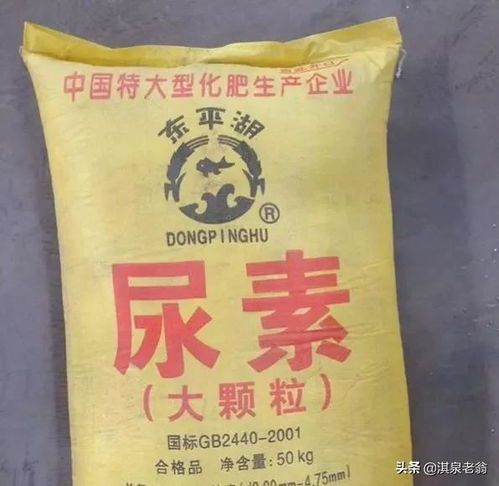 中国特大型化肥生产企业
东平湖
®
DONGPINGHU
尿素
(大颗粒)
国标GB2440-2001
合格品 净含量:50kg
4.75mm)
头条 @淇泉老翁